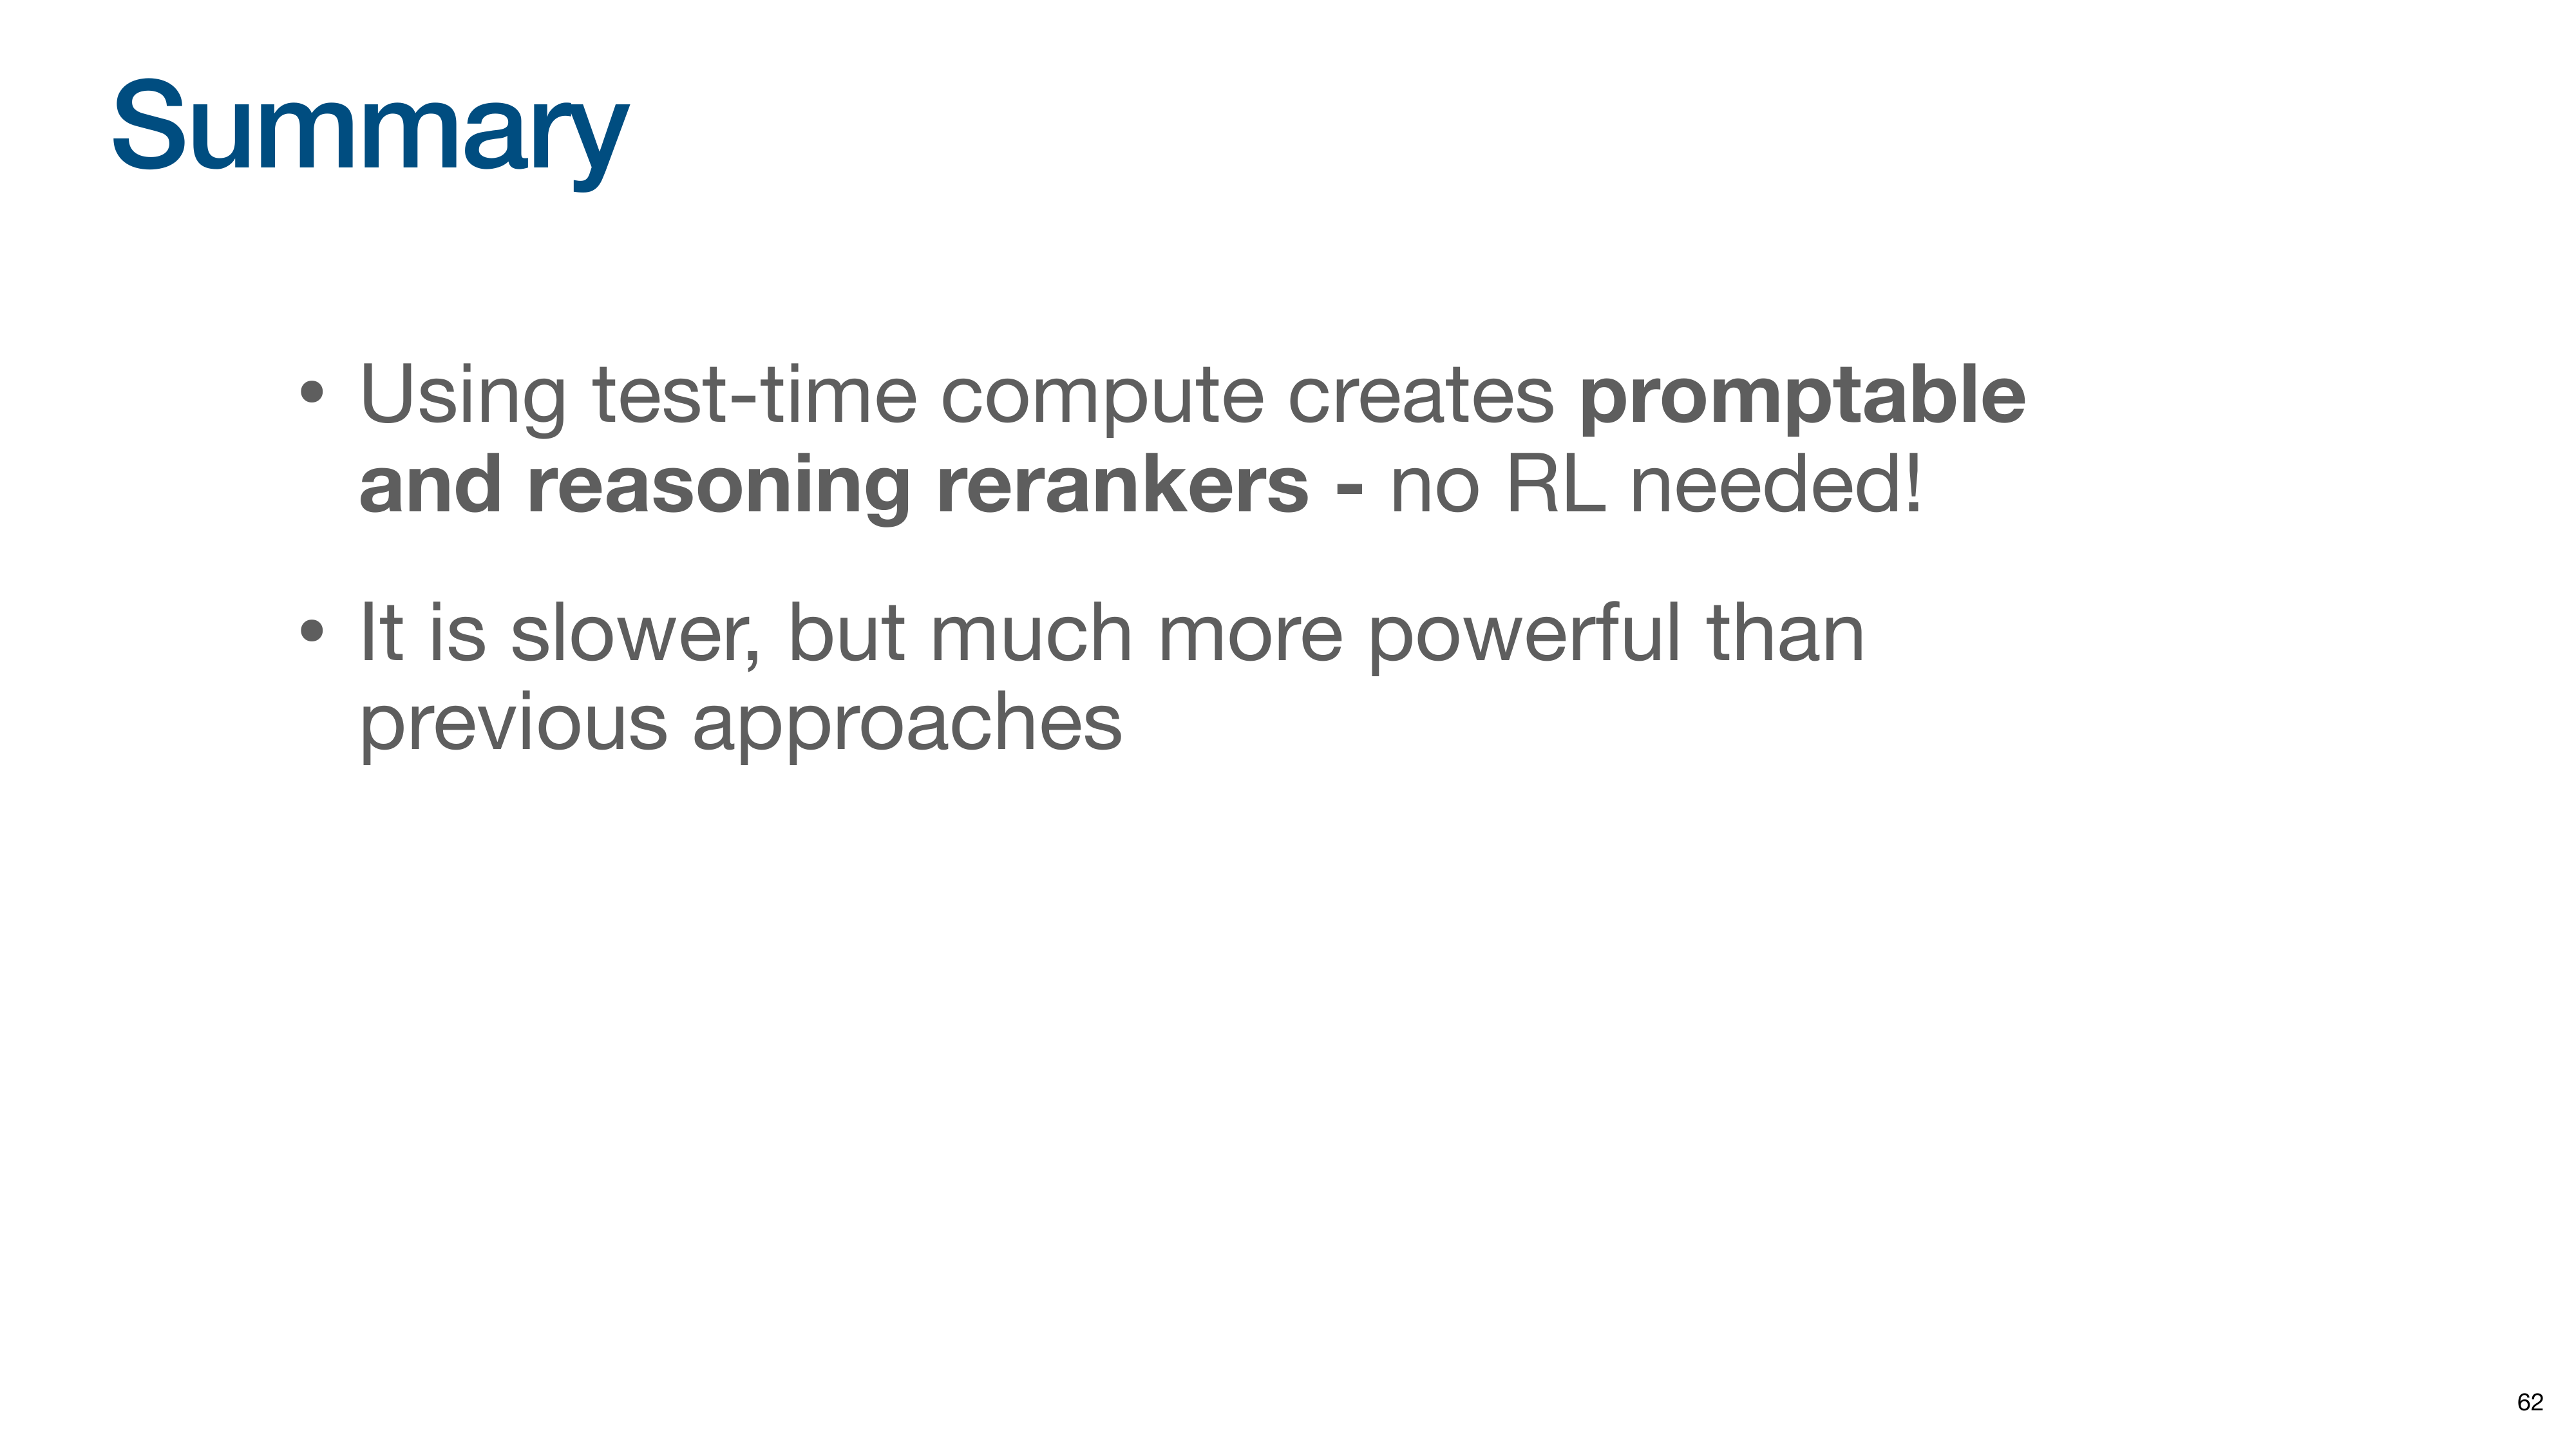 Summary
• Using test-time compute creates promptable
and reasoning rerankers - no RL needed!
• It is slower, but much more powerful than
previous approaches
62